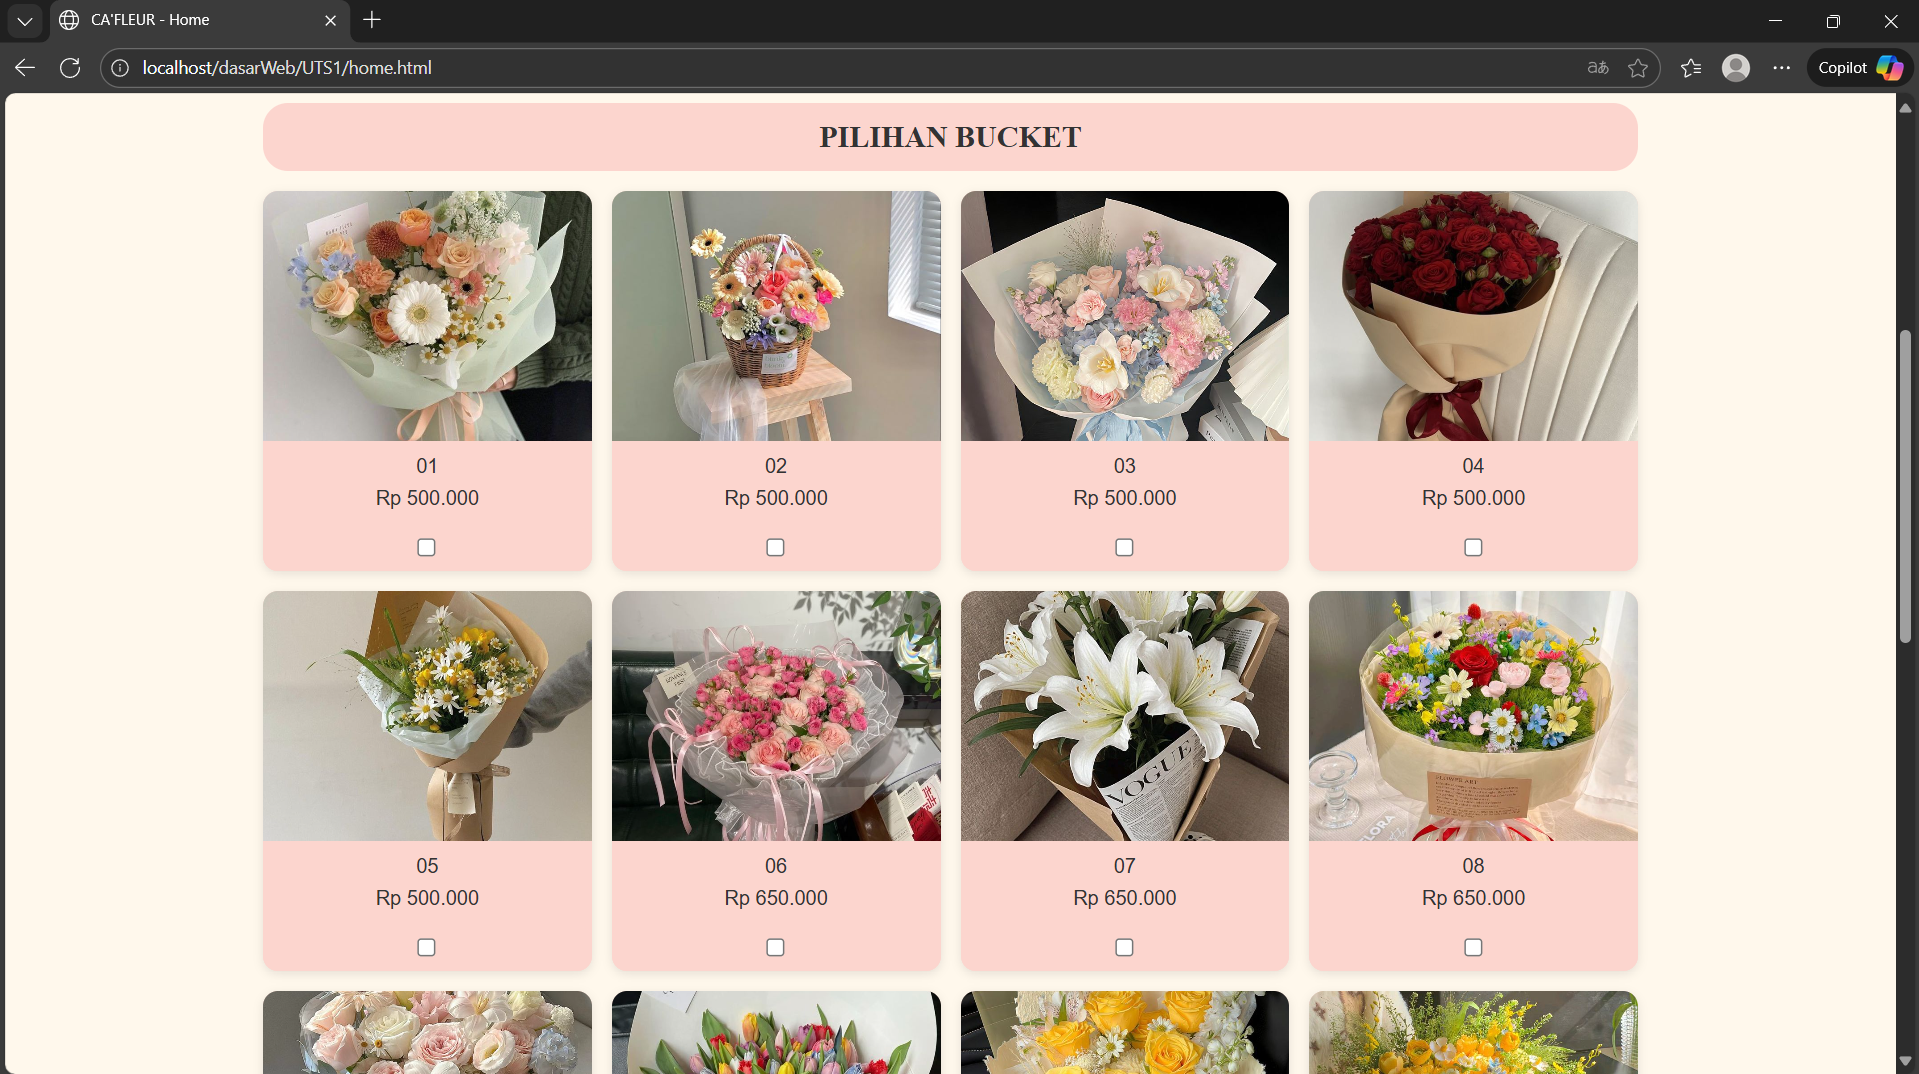 CA'FLEUR - Home
localhost/dasarWeb/UTS1/home.html
Copilot
PILIHAN BUCKET
01
Rp 500.000
02
Rp 500.000
03
Rp 500.000
04
Rp 500.000
VOGUE
05
Rp 500.000
06
Rp 650.000
07
Rp 650.000
08
Rp 650.000